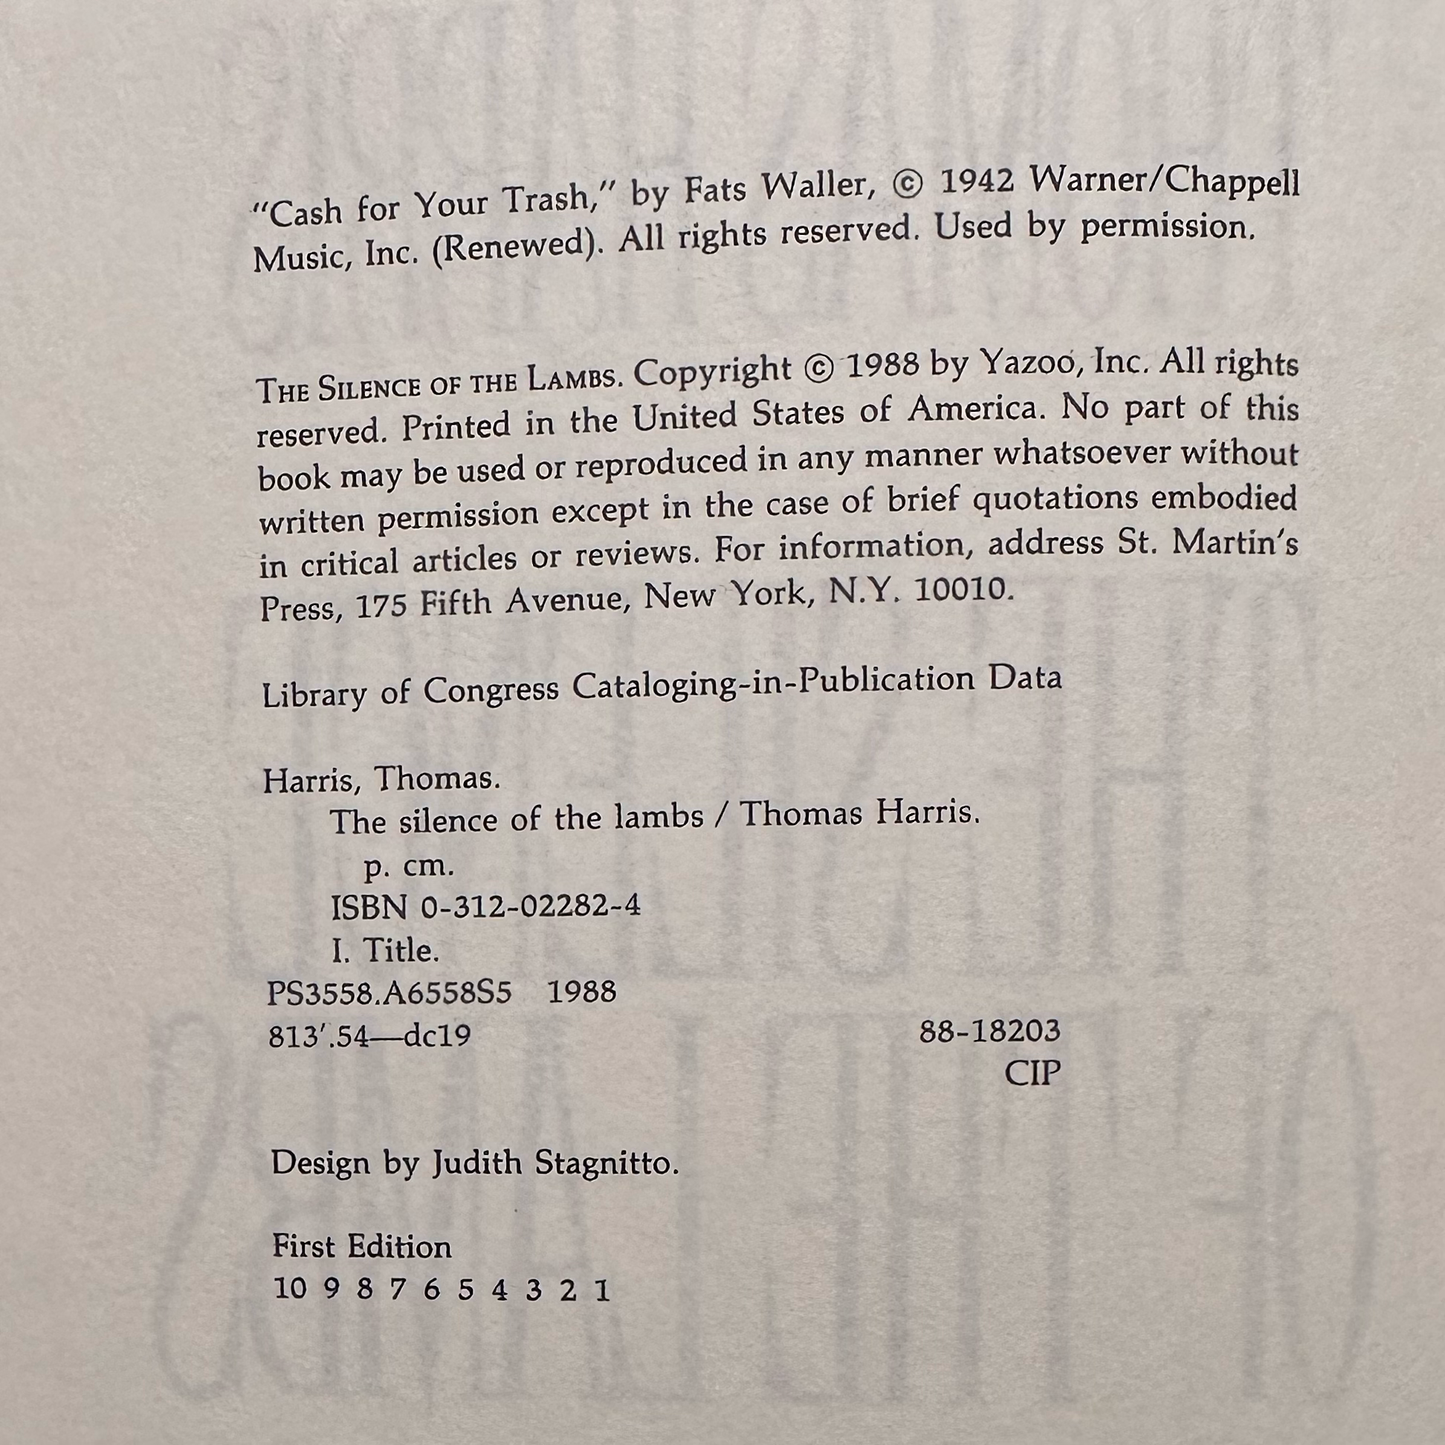 "Cash for Your Trash," by Fats Waller, © 1942 Warner/Chappell
Music, Inc. (Renewed). All rights reserved. Used by permission.
THE SILENCE OF THE LAMBS. Copyright © 1988 by Yazoo, Inc. All rights
reserved. Printed in the United States of America. No part of this
book may be used or reproduced in any manner whatsoever without
written permission except in the case of brief quotations embodied
in critical articles or reviews. For information, address St. Martin's
Press, 175 Fifth Avenue, New York, N.Y. 10010.
Library of Congress Cataloging-in-Publication Data
Harris, Thomas.
The silence of the lambs / Thomas Harris.
p. cm.
ISBN 0-312-02282-4
I. Title.
PS3558.A6558S5 1988
813'.54—dc19 88-18203
CIP
Design by Judith Stagnitto.
First Edition
10 9 8 7 6 5 4 3 2 1